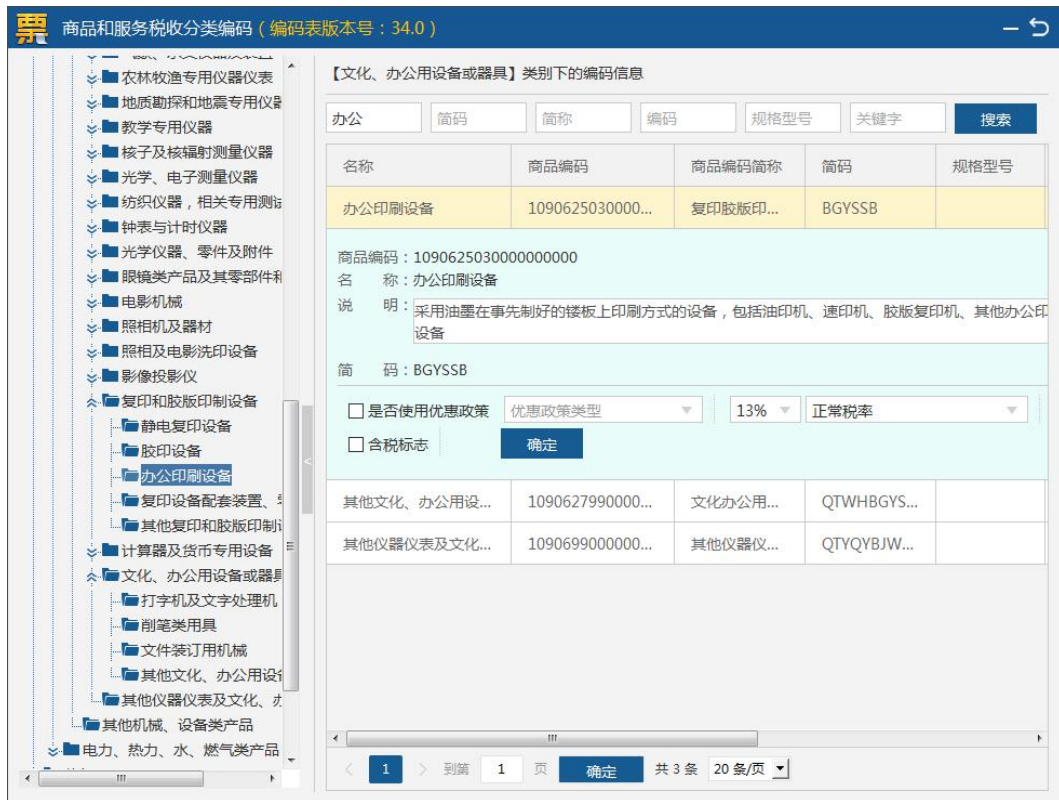 票 商品和服务税收分类编码（编码表版本号：34.0）
农林牧渔专用仪器仪表
地质勘探和地震专用仪器
教学专用仪器
核子及核辐射测量仪器
光学、电子测量仪器
纺织仪器，相关专用测试
钟表与计时仪器
光学仪器、零件及附件
眼镜类产品及其零部件和
电影机械
照相机及器材
照相及电影洗印设备
影像投影仪
复印和胶版印制设备
静电复印设备
胶印设备
办公印刷设备
复印设备配套装置、
其他复印和胶版印制
计算器及货币专用设备
文化、办公用设备或器具
打字机及文字处理机
削笔类用具
文件装订用机械
其他文化、办公用设
其他仪器仪表及文化、办
其他机械、设备类产品
电力、热力、水、燃气类产品
【文化、办公用设备或器具】类别下的编码信息
办公 简码 简称 编码 规格型号 关键字 搜索
名称 商品编码 商品编码简称 简码 规格型号
办公印刷设备 1090625030000... 复印胶版印... BGYSSB
商品编码：1090625030000000000
名 称：办公印刷设备
说 明：采用油墨在事先制好的镂板上印刷方式的设备，包括油印机、速印机、胶版复印机、其他办公印
设备
简 码：BGYSSB
是否使用优惠政策 优惠政策类型 13% 正常税率
含税标志 确定
其他文化、办公用设... 1090627990000... 文化办公用... QTWHBGYS...
其他仪器仪表及文化... 1090699000000... 其他仪器仪... QTYQYBJW...
< 1 > 到第 1 页 确定 共 3 条 20 条/页